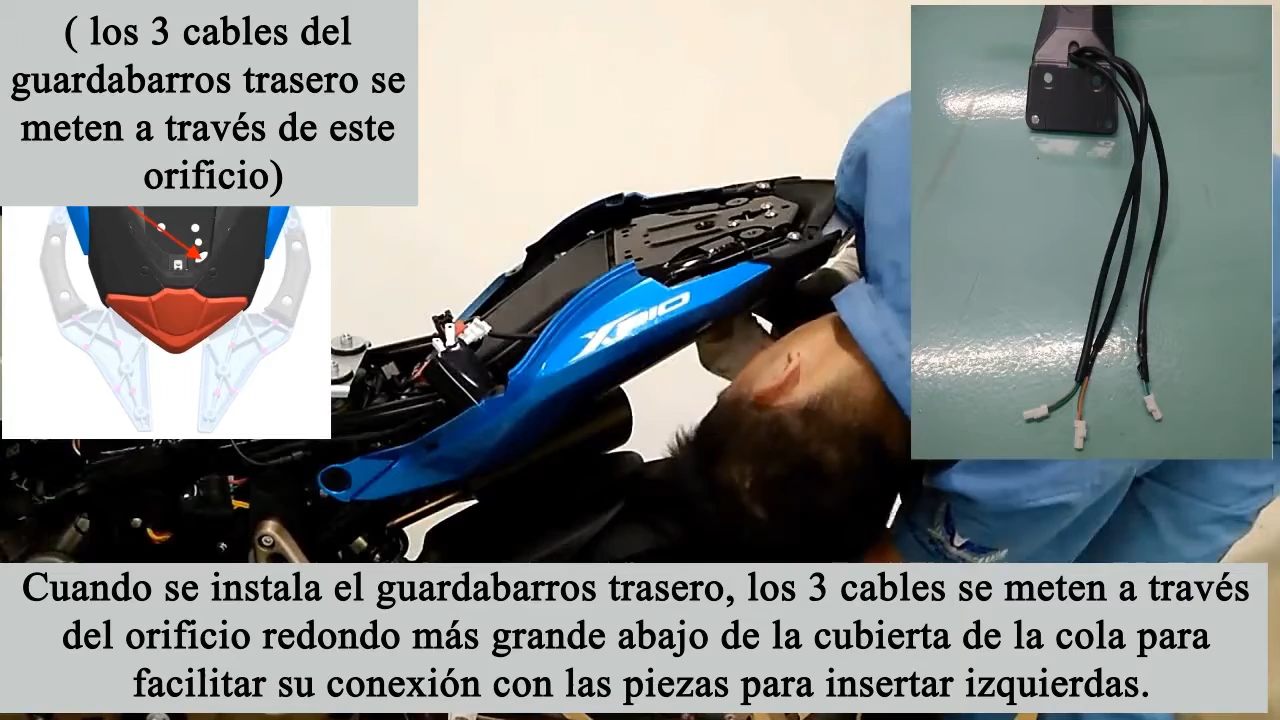 ( los 3 cables del
guardabarros trasero se
meten a través de este
orificio)
X310
Cuando se instala el guardabarros trasero, los 3 cables se meten a través
del orificio redondo más grande abajo de la cubierta de la cola para
facilitar su conexión con las piezas para insertar izquierdas.